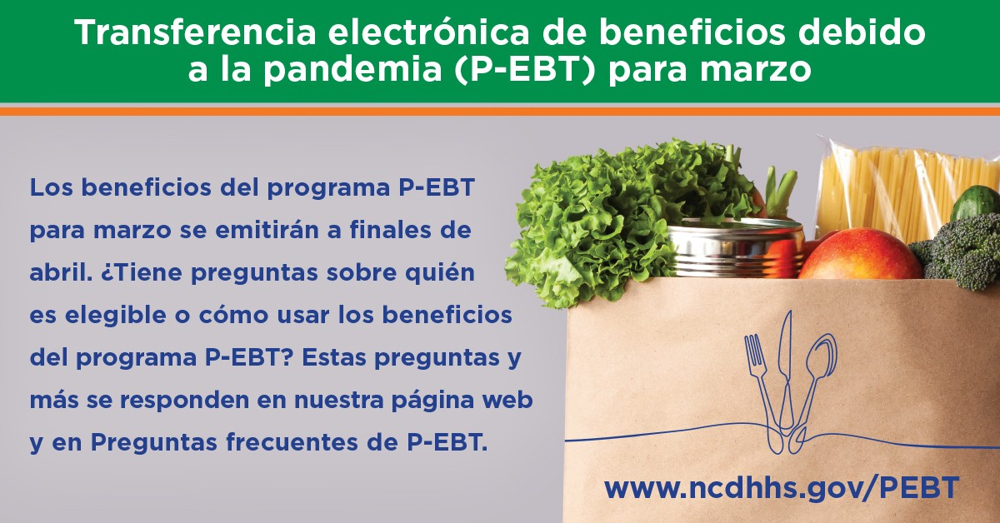 Transferencia electrónica de beneficios debido
a la pandemia (P-EBT) para marzo
Los beneficios del programa P-EBT
para marzo se emitirán a finales de
abril. ¿Tiene preguntas sobre quién
es elegible o cómo usar los beneficios
del programa P-EBT? Estas preguntas y
más se responden en nuestra página web
y en Preguntas frecuentes de P-EBT.
www.ncdhhs.gov/PEBT